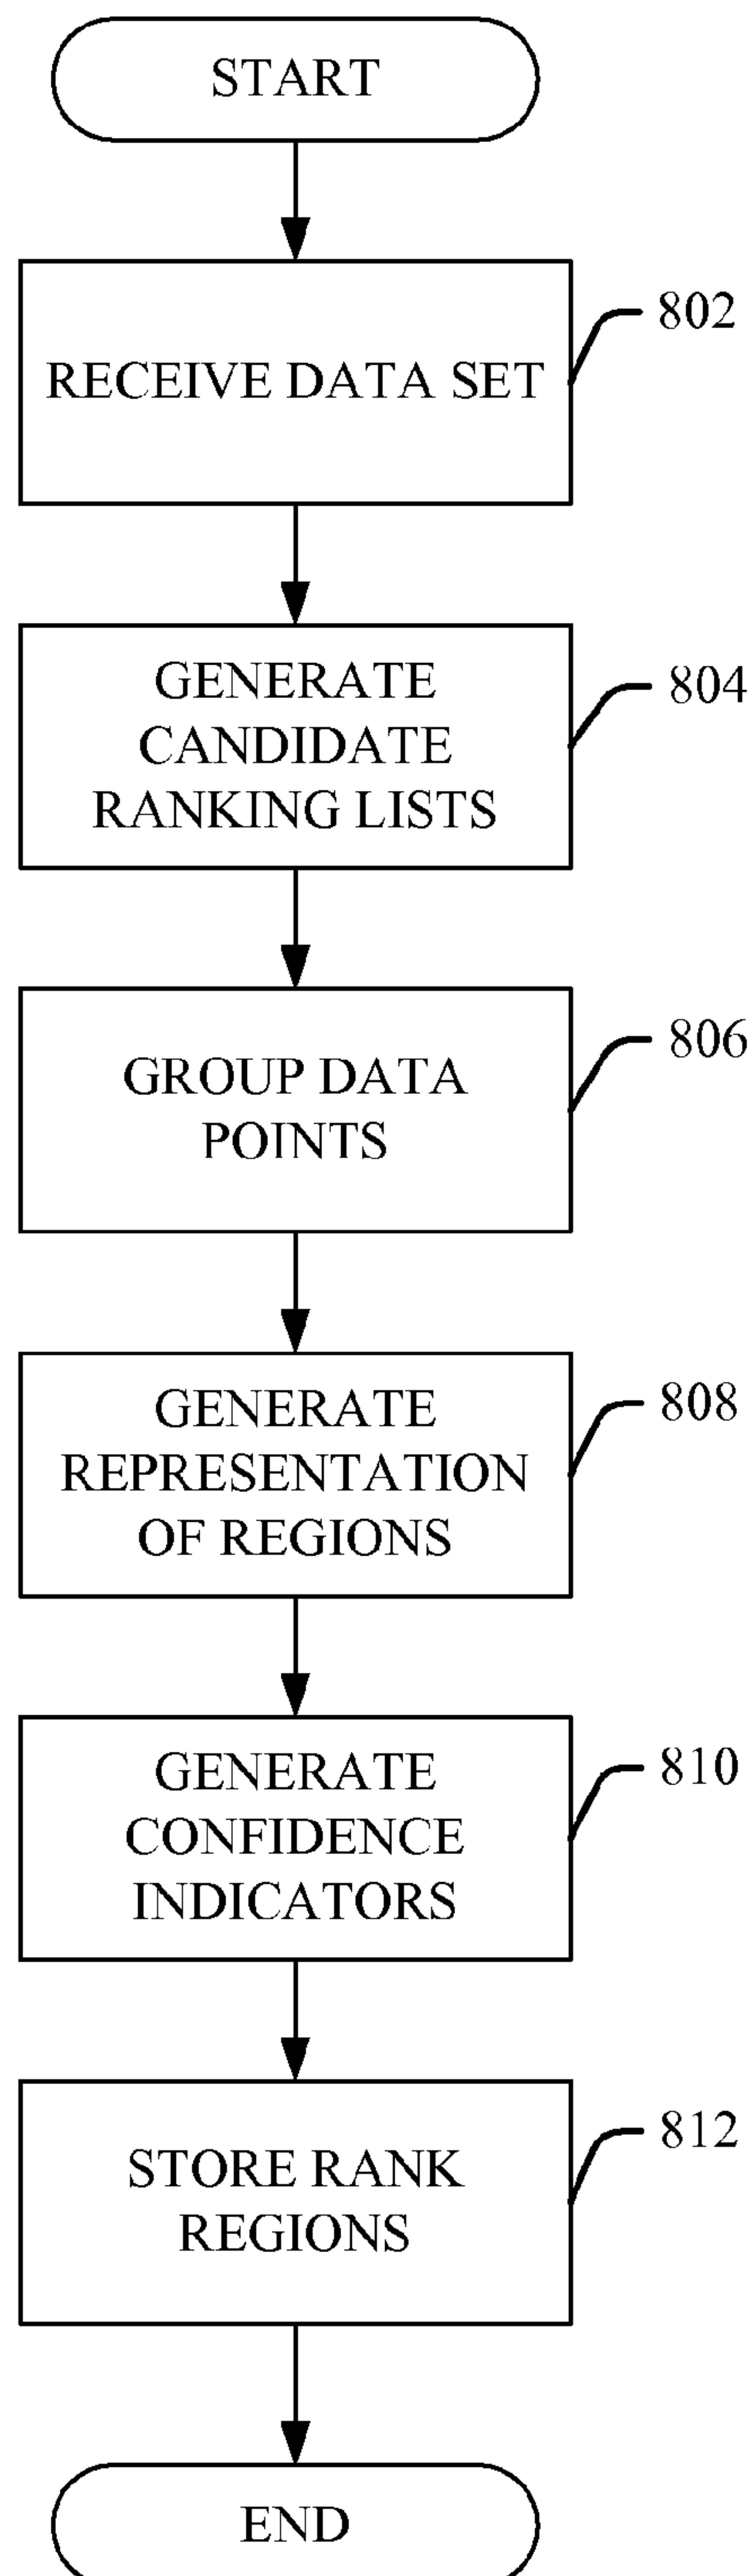 START
RECEIVE DATA SET
802
GENERATE
CANDIDATE
RANKING LISTS
804
GROUP DATA
POINTS
806
GENERATE
REPRESENTATION
OF REGIONS
808
GENERATE
CONFIDENCE
INDICATORS
810
STORE RANK
REGIONS
812
END